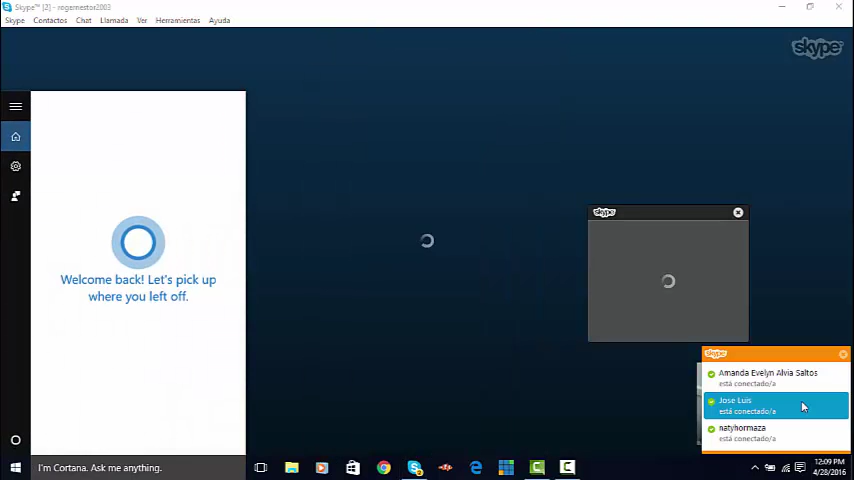 Skype™ [2] - rogernestor2003
Skype Contactos Chat Llamada Ver Herramientas Ayuda
skype
Welcome back! Let's pick up
where you left off.
skype
skype
Amanda Evelyn Alvia Saltos
está conectado/a
Jose Luis
está conectado/a
natyhormaza
está conectado/a
I'm Cortana. Ask me anything.
12:09 PM
4/28/2016